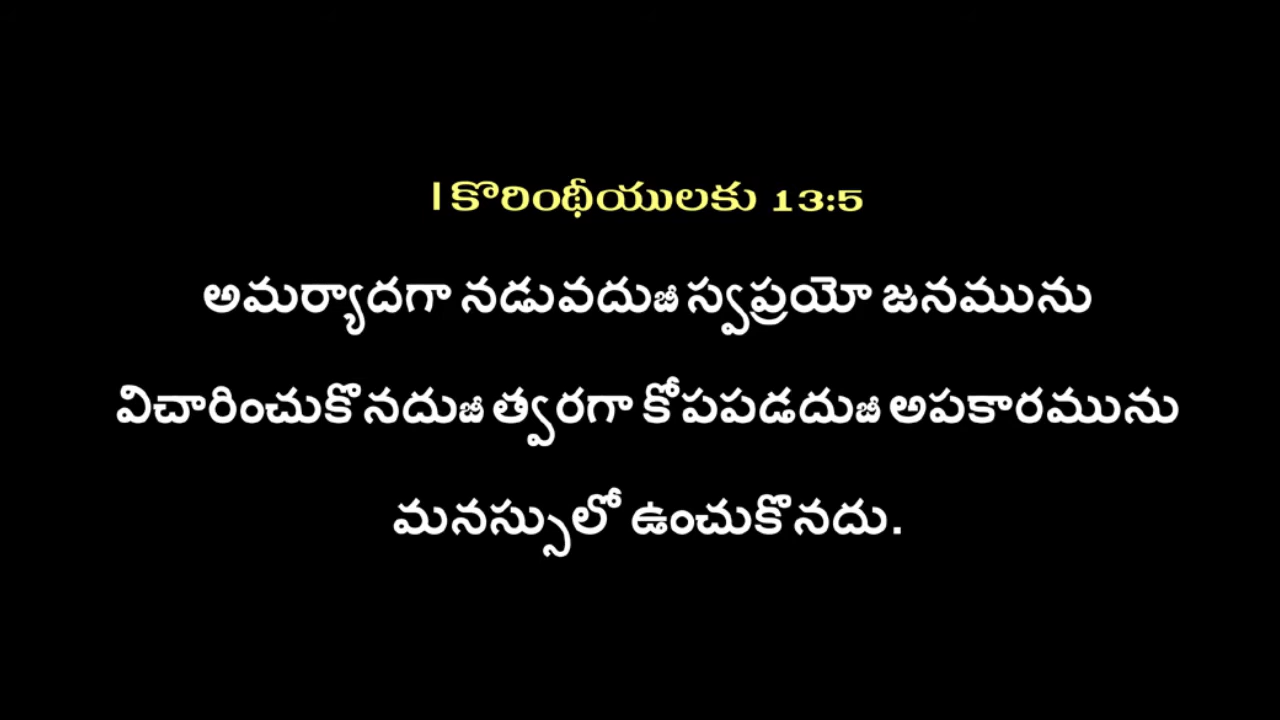 I కొరింథీయులకు 13:5
అమర్యాదగా నడువదుజీ స్వప్రయో జనమును
విచారించుకొనదుజీ త్వరగా కోపపడదుజీ అపకారమును
మనస్సులో ఉంచుకొనదు.